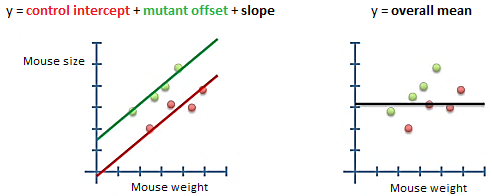 y = control intercept + mutant offset + slope
y = overall mean
Mouse size
Mouse weight
Mouse weight